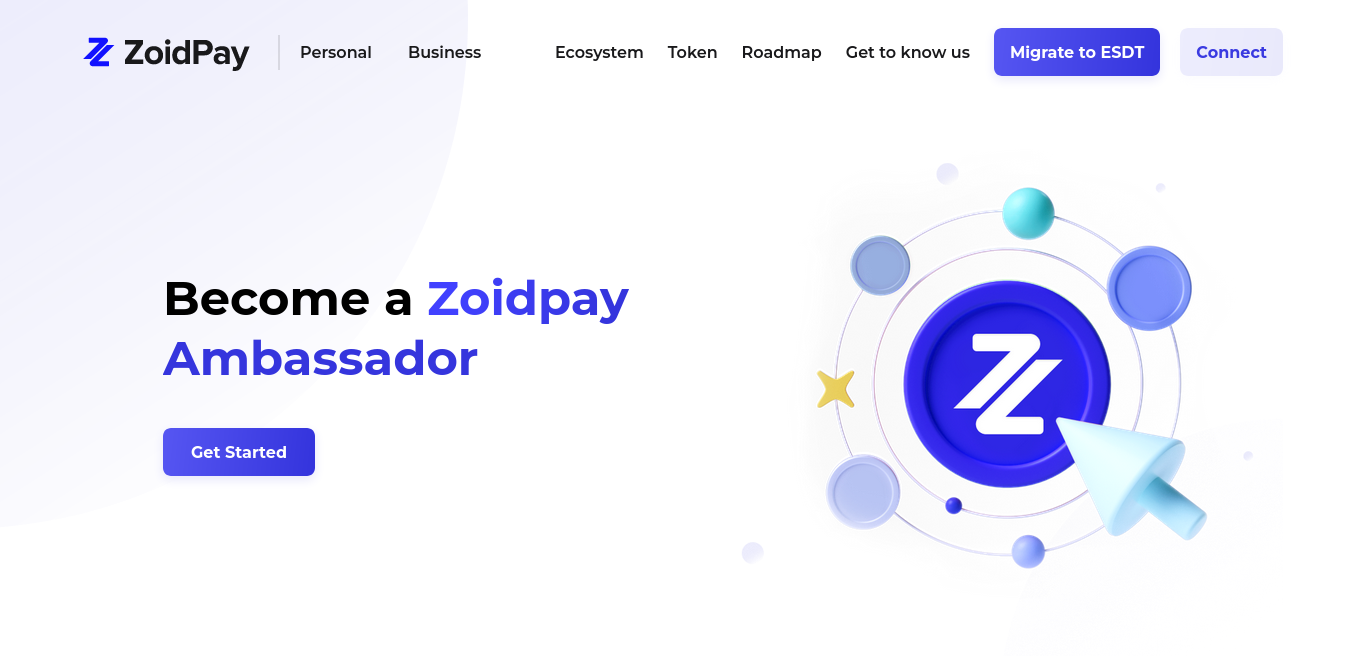 ZoidPay
Personal
Business
Ecosystem
Token
Roadmap
Get to know us
Migrate to ESDT
Connect
Become a Zoidpay
Ambassador
Get Started